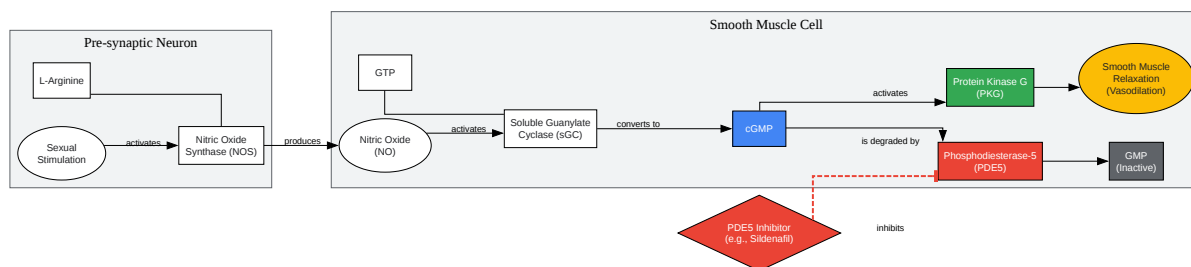 Pre-synaptic Neuron
L-Arginine
Sexual
Stimulation
activates
Nitric Oxide
Synthase (NOS)
produces
Smooth Muscle Cell
GTP
Nitric Oxide
(NO)
activates
Soluble Guanylate
Cyclase (sGC)
converts to
cGMP
activates
Protein Kinase G
(PKG)
Smooth Muscle
Relaxation
(Vasodilation)
is degraded by
Phosphodiesterase-5
(PDE5)
GMP
(Inactive)
PDE5 Inhibitor
(e.g., Sildenafil)
inhibits